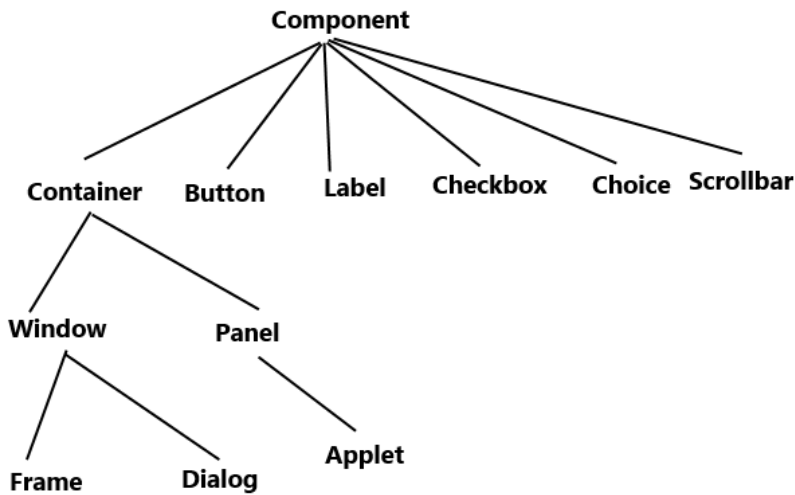 Component
Container Button Label Checkbox Choice Scrollbar
Window Panel
Applet
Frame Dialog